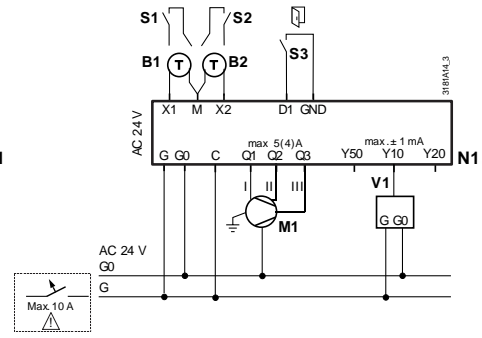 S1 S2
S3
B1 T T B2
3181A14_3
X1 M X2 D1 GND
AC 24 V
max 5(4)A max.± 1 mA
G G0 C Q1 Q2 Q3 Y50 Y10 Y20 N1
I II III V1
M1
G G0
AC 24 V
G0
G
Max. 10 A